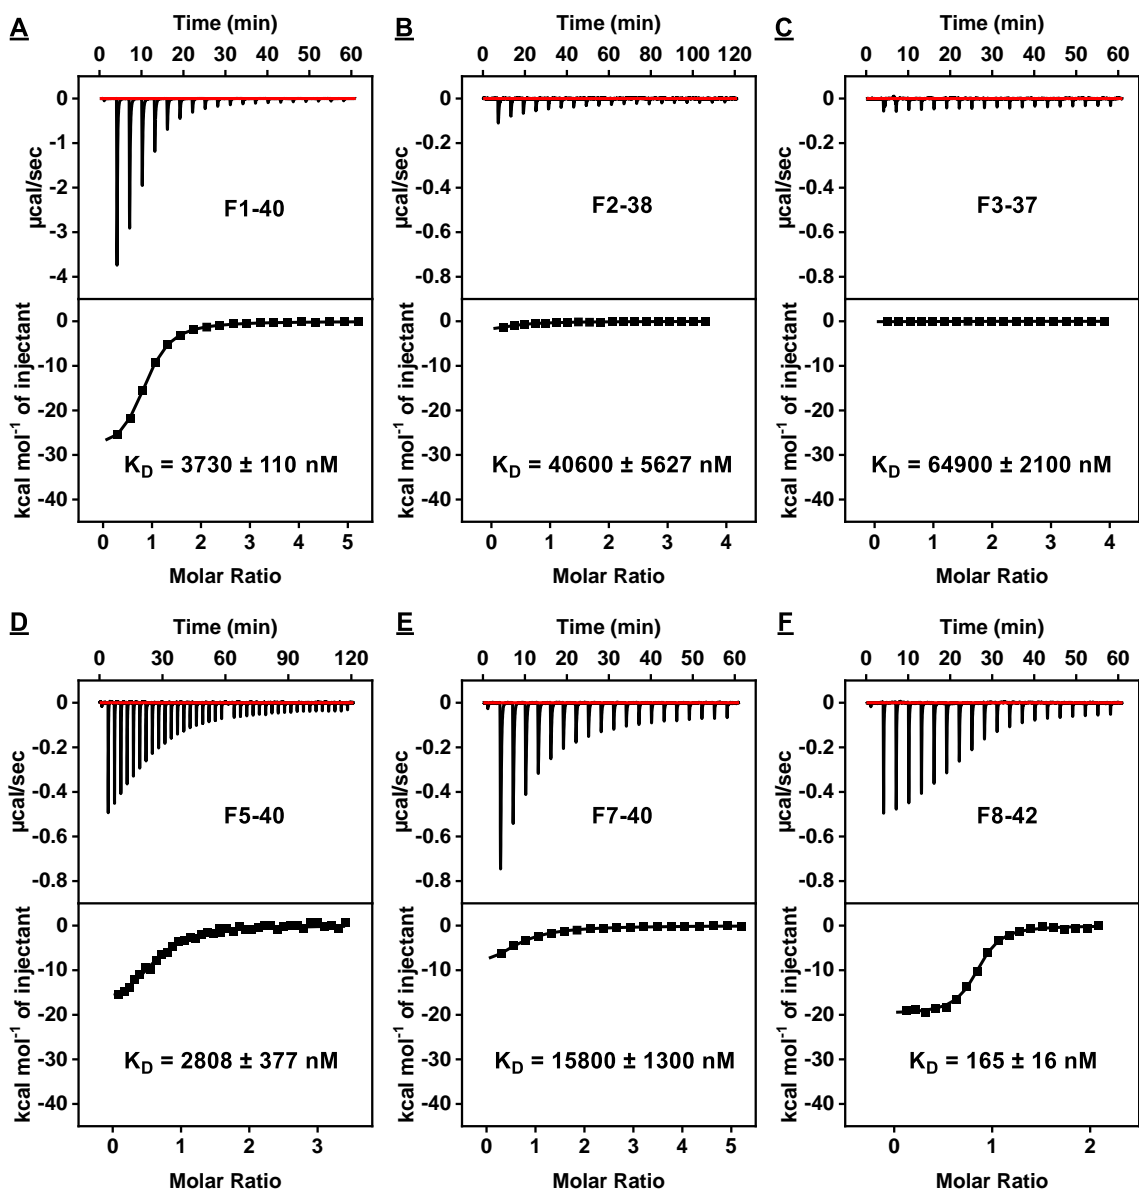 A
Time (min)
0 10 20 30 40 50 60
0
-1
-2
-3
-4
µcal/sec
F1-40
0
-10
-20
-30
-40
kcal mol-1 of injectant
KD = 3730 ± 110 nM
0 1 2 3 4 5
Molar Ratio
B
Time (min)
0 20 40 60 80 100 120
0
-0.2
-0.4
-0.6
-0.8
µcal/sec
F2-38
0
-10
-20
-30
-40
kcal mol-1 of injectant
KD = 40600 ± 5627 nM
0 1 2 3 4
Molar Ratio
C
Time (min)
0 10 20 30 40 50 60
0
-0.2
-0.4
-0.6
-0.8
µcal/sec
F3-37
0
-10
-20
-30
-40
kcal mol-1 of injectant
KD = 64900 ± 2100 nM
0 1 2 3 4
Molar Ratio
D
Time (min)
0 30 60 90 120
0
-0.2
-0.4
-0.6
-0.8
µcal/sec
F5-40
0
-10
-20
-30
-40
kcal mol-1 of injectant
KD = 2808 ± 377 nM
0 1 2 3
Molar Ratio
E
Time (min)
0 10 20 30 40 50 60
0
-0.2
-0.4
-0.6
-0.8
µcal/sec
F7-40
0
-10
-20
-30
-40
kcal mol-1 of injectant
KD = 15800 ± 1300 nM
0 1 2 3 4 5
Molar Ratio
F
Time (min)
0 10 20 30 40 50 60
0
-0.2
-0.4
-0.6
-0.8
µcal/sec
F8-42
0
-10
-20
-30
-40
kcal mol-1 of injectant
KD = 165 ± 16 nM
0 1 2
Molar Ratio